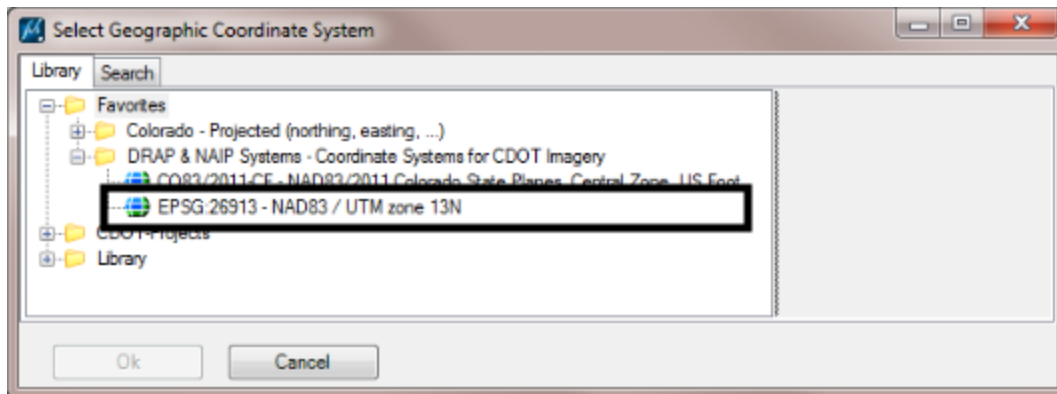 Select Geographic Coordinate System
Library Search
Favorites
Colorado - Projected (northing, easting, ...)
DRAP & NAIP Systems - Coordinate Systems for CDOT Imagery
CO83/2011-CF - NAD83/2011 Colorado State Planes, Central Zone, US Foot
EPSG:26913 - NAD83 / UTM zone 13N
CDOT-Projects
Library
Ok Cancel